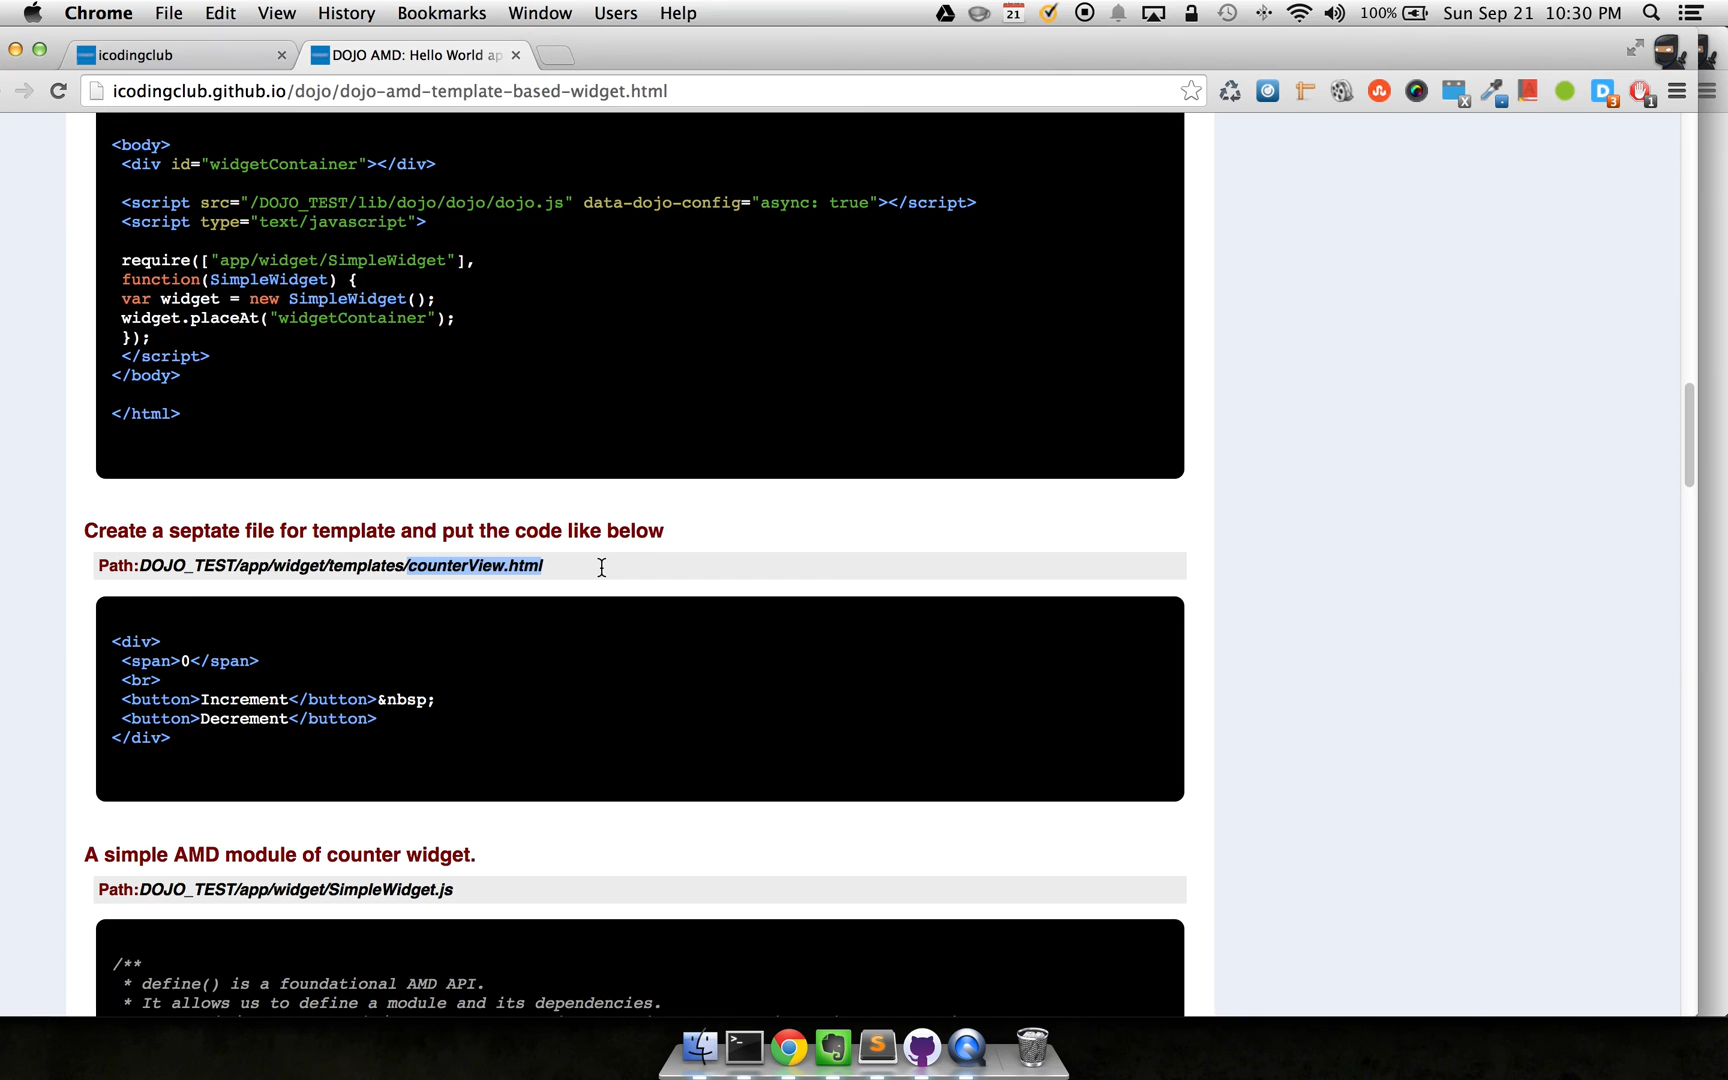 Chrome File Edit View History Bookmarks Window Users Help 21 100% Sun Sep 21 10:30 PM
icodingclub DOJO AMD: Hello World ap
icodingclub.github.io/dojo/dojo-amd-template-based-widget.html X D 3 1
<body>
<div id="widgetContainer"></div>
<script src="/DOJO_TEST/lib/dojo/dojo/dojo.js" data-dojo-config="async: true"></script>
<script type="text/javascript">
require(["app/widget/SimpleWidget"],
function(SimpleWidget) {
var widget = new SimpleWidget();
widget.placeAt("widgetContainer");
});
</script>
</body>
</html>
Create a septate file for template and put the code like below
Path:DOJO_TEST/app/widget/templates/counterView.html
<div>
<span>0</span>
<br>
<button>Increment</button>&nbsp;
<button>Decrement</button>
</div>
A simple AMD module of counter widget.
Path:DOJO_TEST/app/widget/SimpleWidget.js
/**
* define() is a foundational AMD API.
* It allows us to define a module and its dependencies.